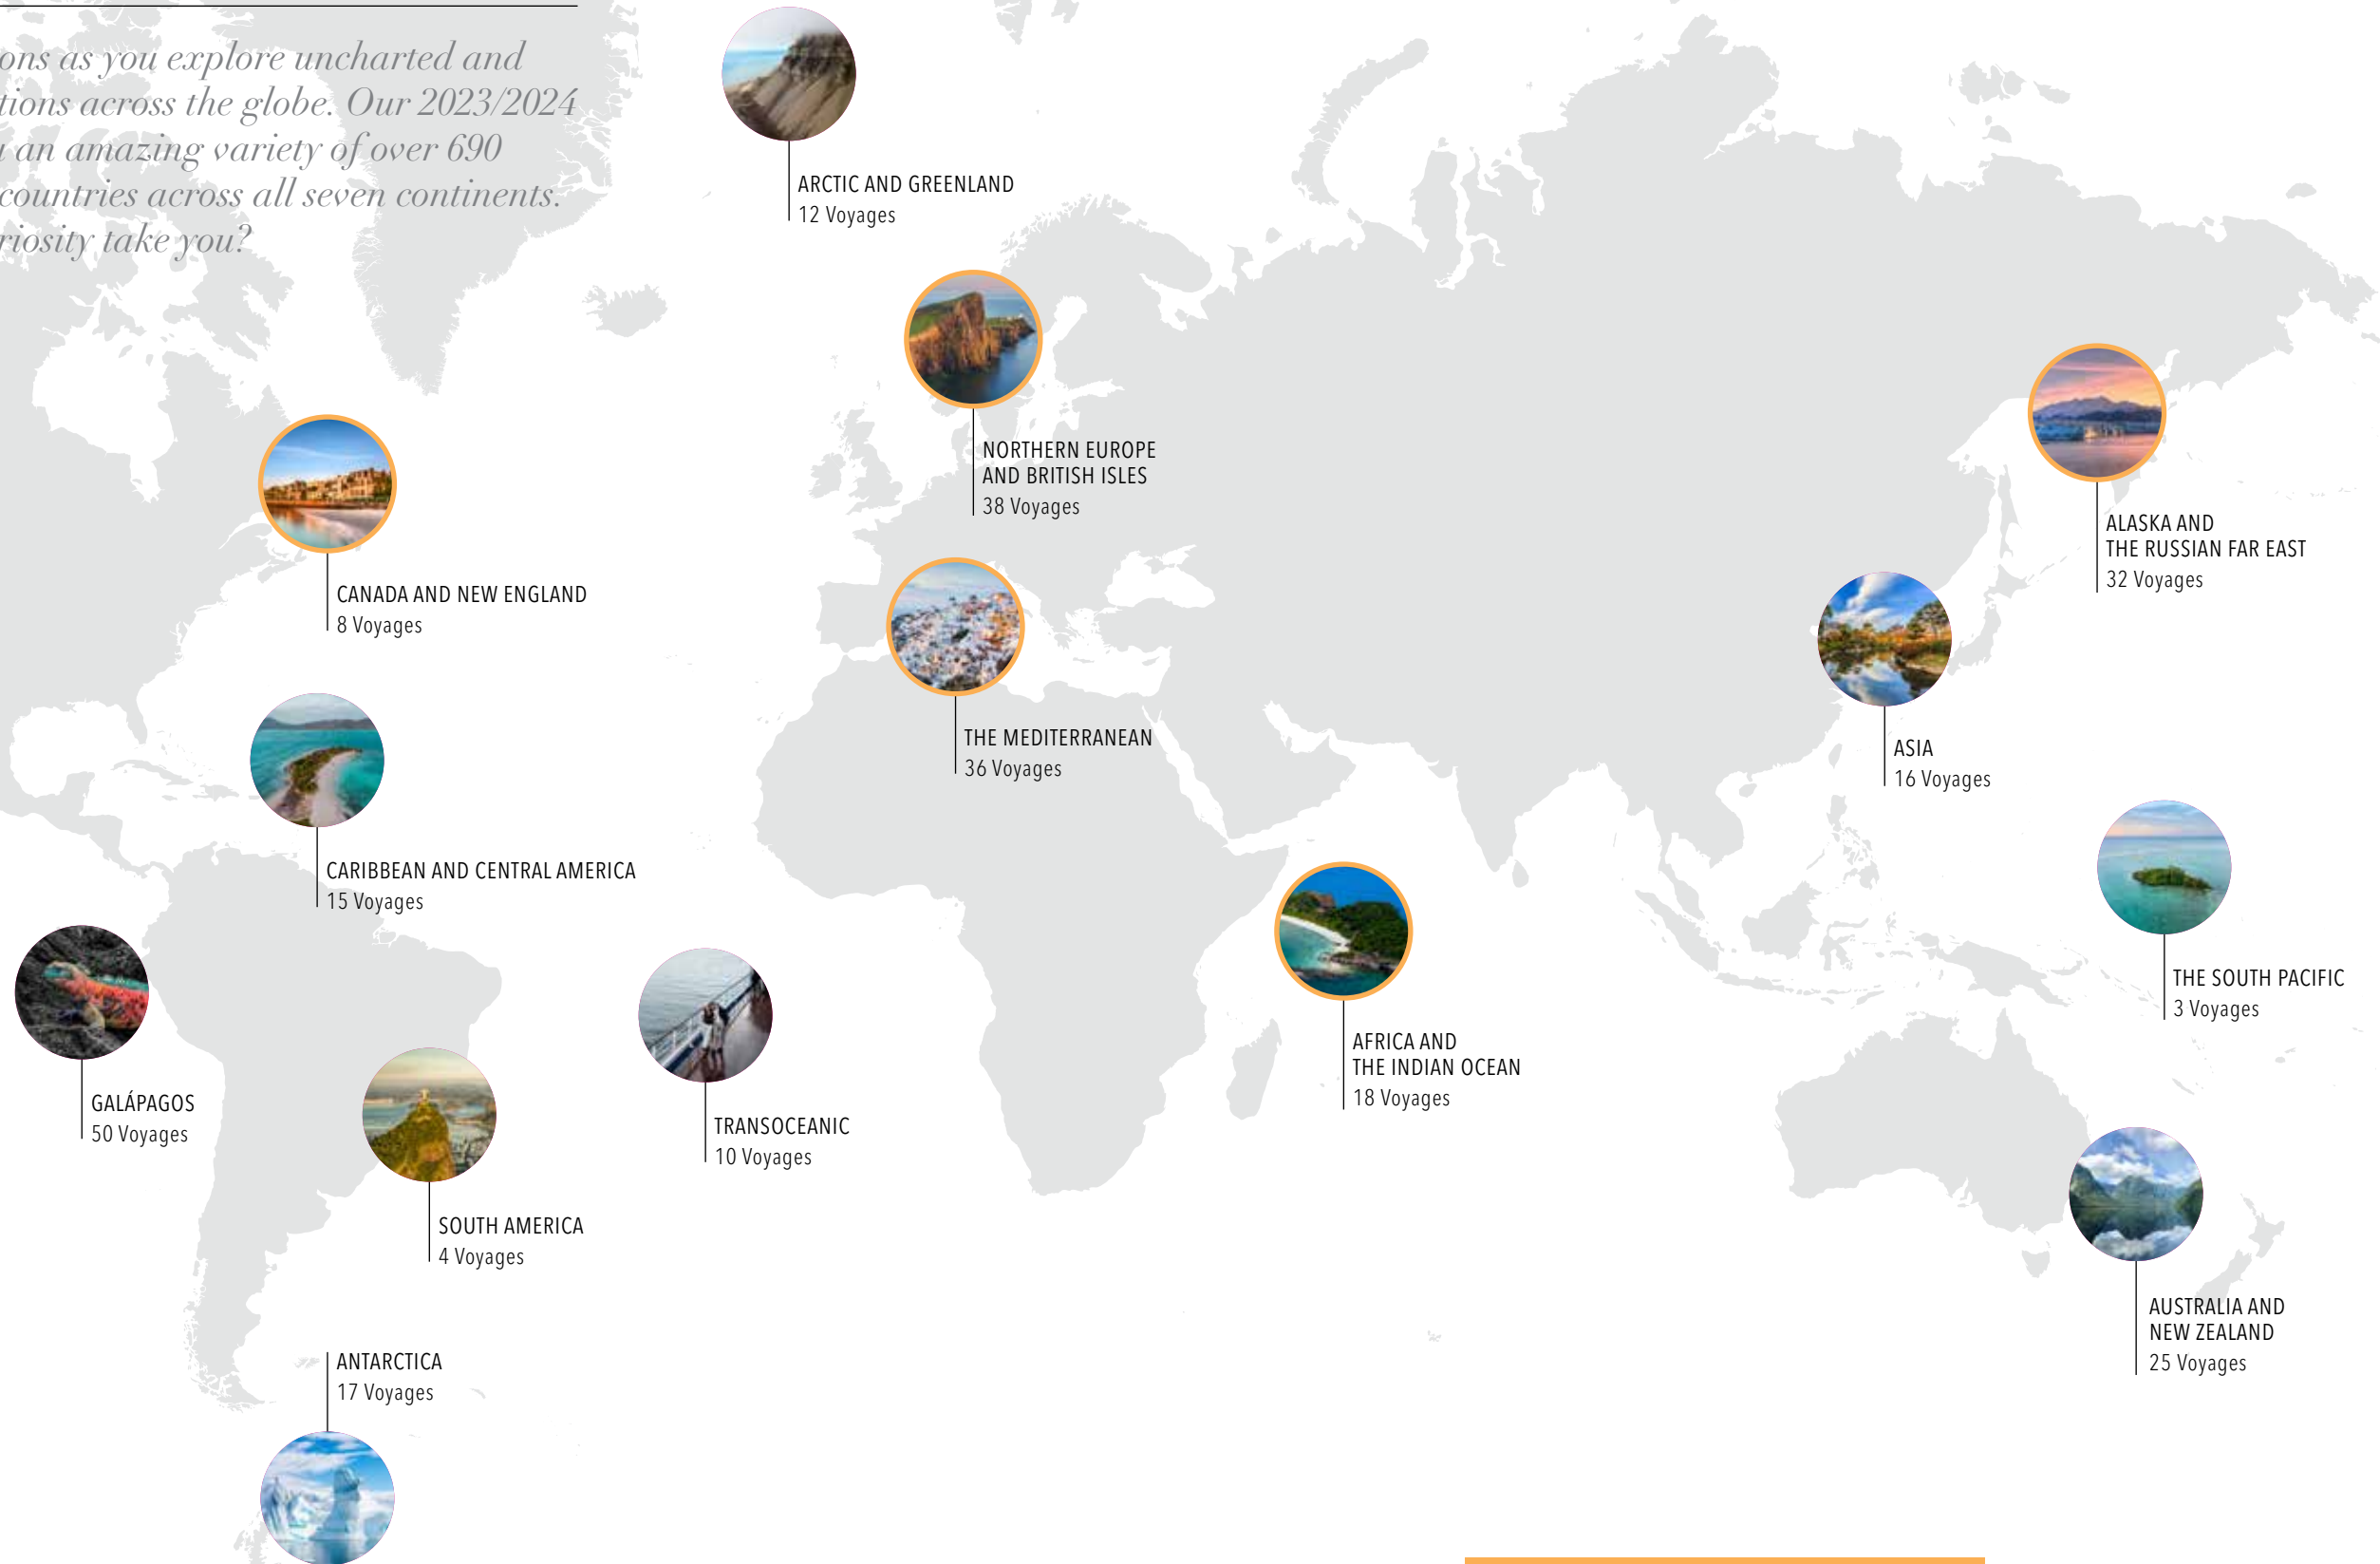 ons as you explore uncharted and
tions across the globe. Our 2023/2024
an amazing variety of over 690
countries across all seven continents.
riosity take you?
ARCTIC AND GREENLAND
12 Voyages
NORTHERN EUROPE
AND BRITISH ISLES
38 Voyages
ALASKA AND
THE RUSSIAN FAR EAST
32 Voyages
CANADA AND NEW ENGLAND
8 Voyages
THE MEDITERRANEAN
36 Voyages
ASIA
16 Voyages
CARIBBEAN AND CENTRAL AMERICA
15 Voyages
THE SOUTH PACIFIC
3 Voyages
AFRICA AND
THE INDIAN OCEAN
18 Voyages
GALÁPAGOS
50 Voyages
TRANSOCEANIC
10 Voyages
SOUTH AMERICA
4 Voyages
AUSTRALIA AND
NEW ZEALAND
25 Voyages
ANTARCTICA
17 Voyages